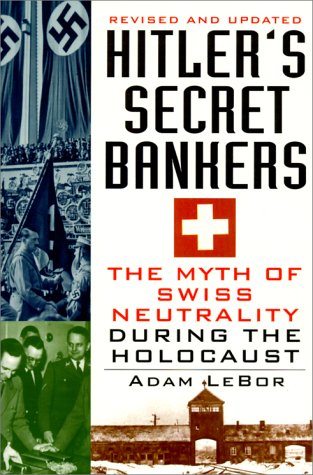 REVISED AND UPDATED
HITLER'S
SECRET
BANKERS
THE MYTH OF
SWISS
NEUTRALITY
DURING THE
HOLOCAUST
ADAM LEBOR